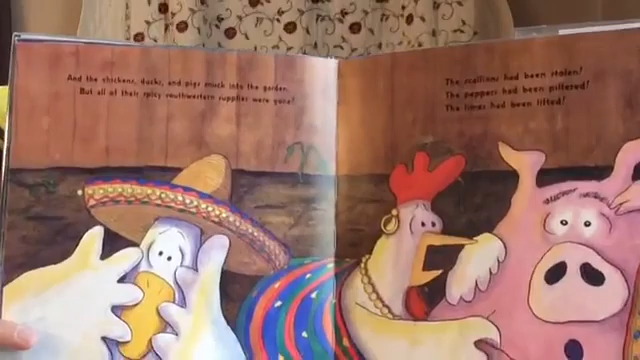 And the chickens, ducks, and pigs snuck into the garden.
But all of their spicy southwestern supplies were gone!
The scallions had been stolen!
The peppers had been pilfered!
The limes had been lifted!